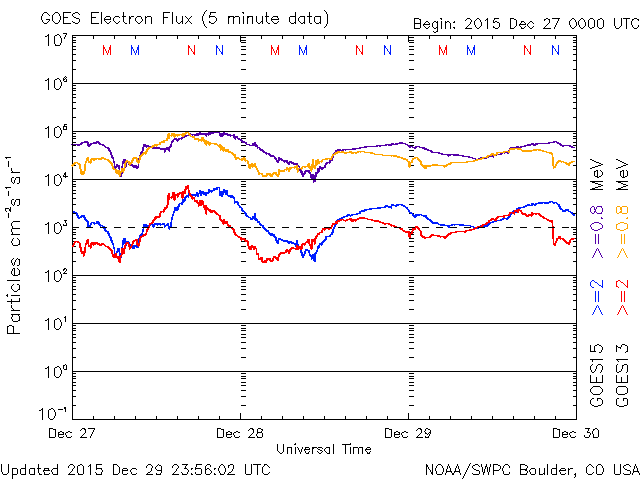 GOES Electron Flux (5 minute data)
Begin: 2015 Dec 27 0000 UTC
10⁷
M M N N M M N N M M N N
10⁶
10⁵
10⁴
10³
10²
10¹
10⁰
10⁻¹
Particles cm⁻²s⁻¹sr⁻¹
Dec 27 Dec 28 Dec 29 Dec 30
Universal Time
GOES15 >=2 >=0.8 MeV
GOES13 >=2 >=0.8 MeV
Updated 2015 Dec 29 23:56:02 UTC
NOAA/SWPC Boulder, CO USA